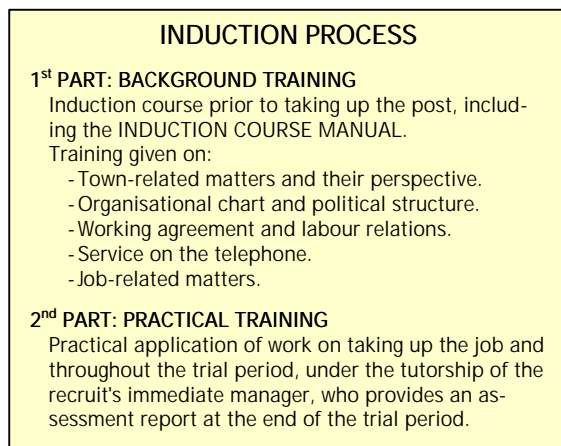 INDUCTION PROCESS
1st PART: BACKGROUND TRAINING
Induction course prior to taking up the post, includ-
ing the INDUCTION COURSE MANUAL.
Training given on:
- Town-related matters and their perspective.
- Organisational chart and political structure.
- Working agreement and labour relations.
- Service on the telephone.
- Job-related matters.
2nd PART: PRACTICAL TRAINING
Practical application of work on taking up the job and
throughout the trial period, under the tutorship of the
recruit's immediate manager, who provides an as-
sessment report at the end of the trial period.